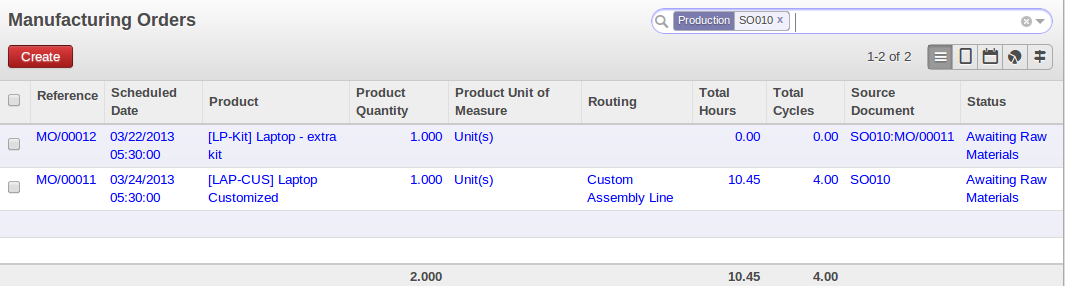 Manufacturing Orders
Production SO010 x
Create
1-2 of 2
Reference Scheduled Date Product Product Quantity Product Unit of Measure Routing Total Hours Total Cycles Source Document Status
MO/00012 03/22/2013 05:30:00 [LP-Kit] Laptop - extra kit 1.000 Unit(s) 0.00 0.00 SO010:MO/00011 Awaiting Raw Materials
MO/00011 03/24/2013 05:30:00 [LAP-CUS] Laptop Customized 1.000 Unit(s) Custom Assembly Line 10.45 4.00 SO010 Awaiting Raw Materials
2.000 10.45 4.00